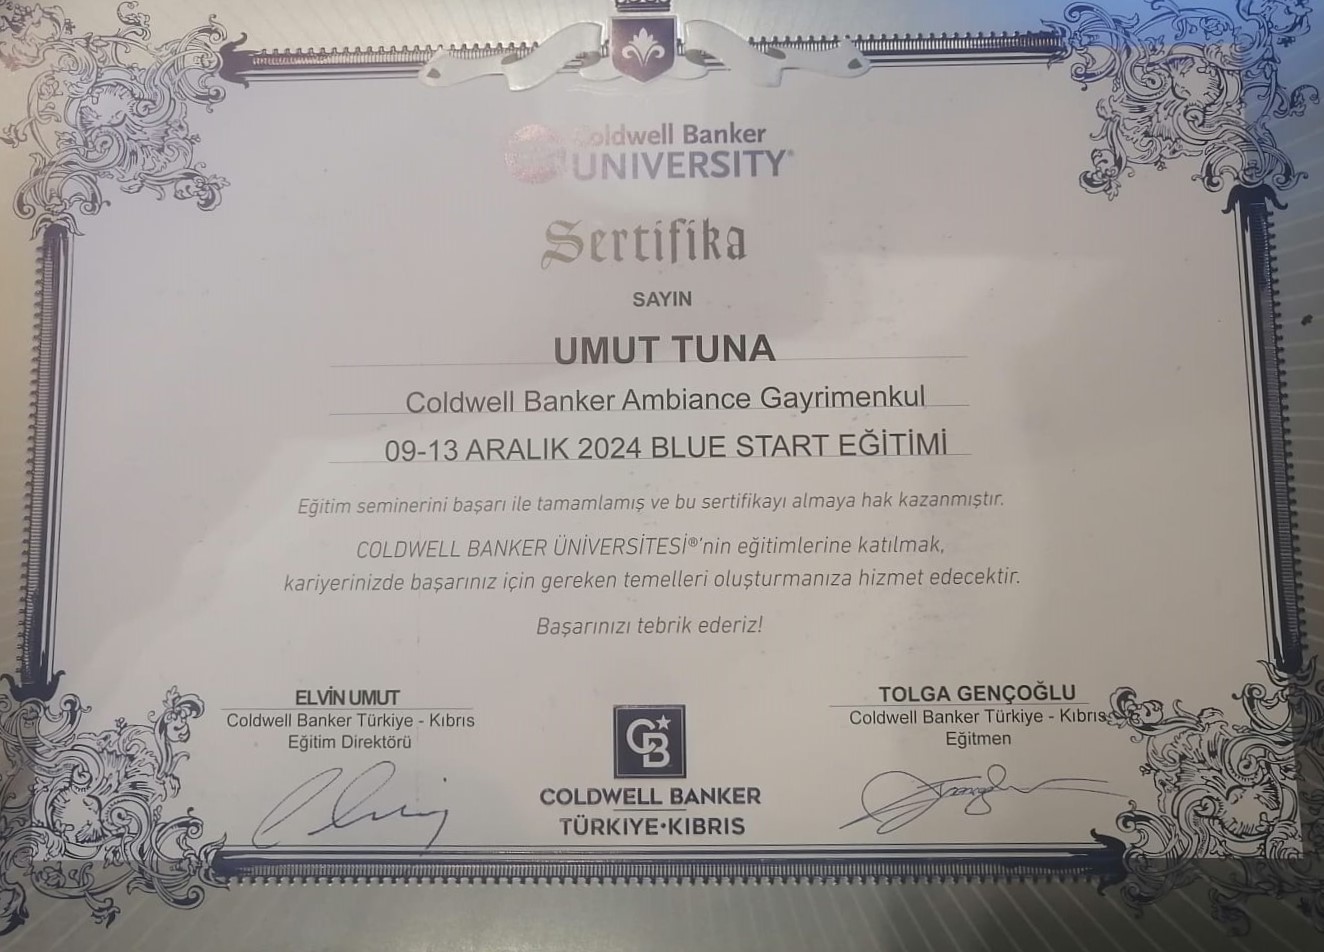 Coldwell Banker
UNIVERSITY®
Sertifika
SAYIN
UMUT TUNA
Coldwell Banker Ambiance Gayrimenkul
09-13 ARALIK 2024 BLUE START EĞİTİMİ
Eğitim seminerini başarı ile tamamlamış ve bu sertifikayı almaya hak kazanmıştır.
COLDWELL BANKER ÜNİVERSİTESİ®'nin eğitimlerine katılmak,
kariyerinizde başarınız için gereken temelleri oluşturmanıza hizmet edecektir.
Başarınızı tebrik ederiz!
ELVİN UMUT
Coldwell Banker Türkiye - Kıbrıs
Eğitim Direktörü
TOLGA GENÇOĞLU
Coldwell Banker Türkiye - Kıbrıs
Eğitmen
CB
COLDWELL BANKER
TÜRKIYE•KIBRIS